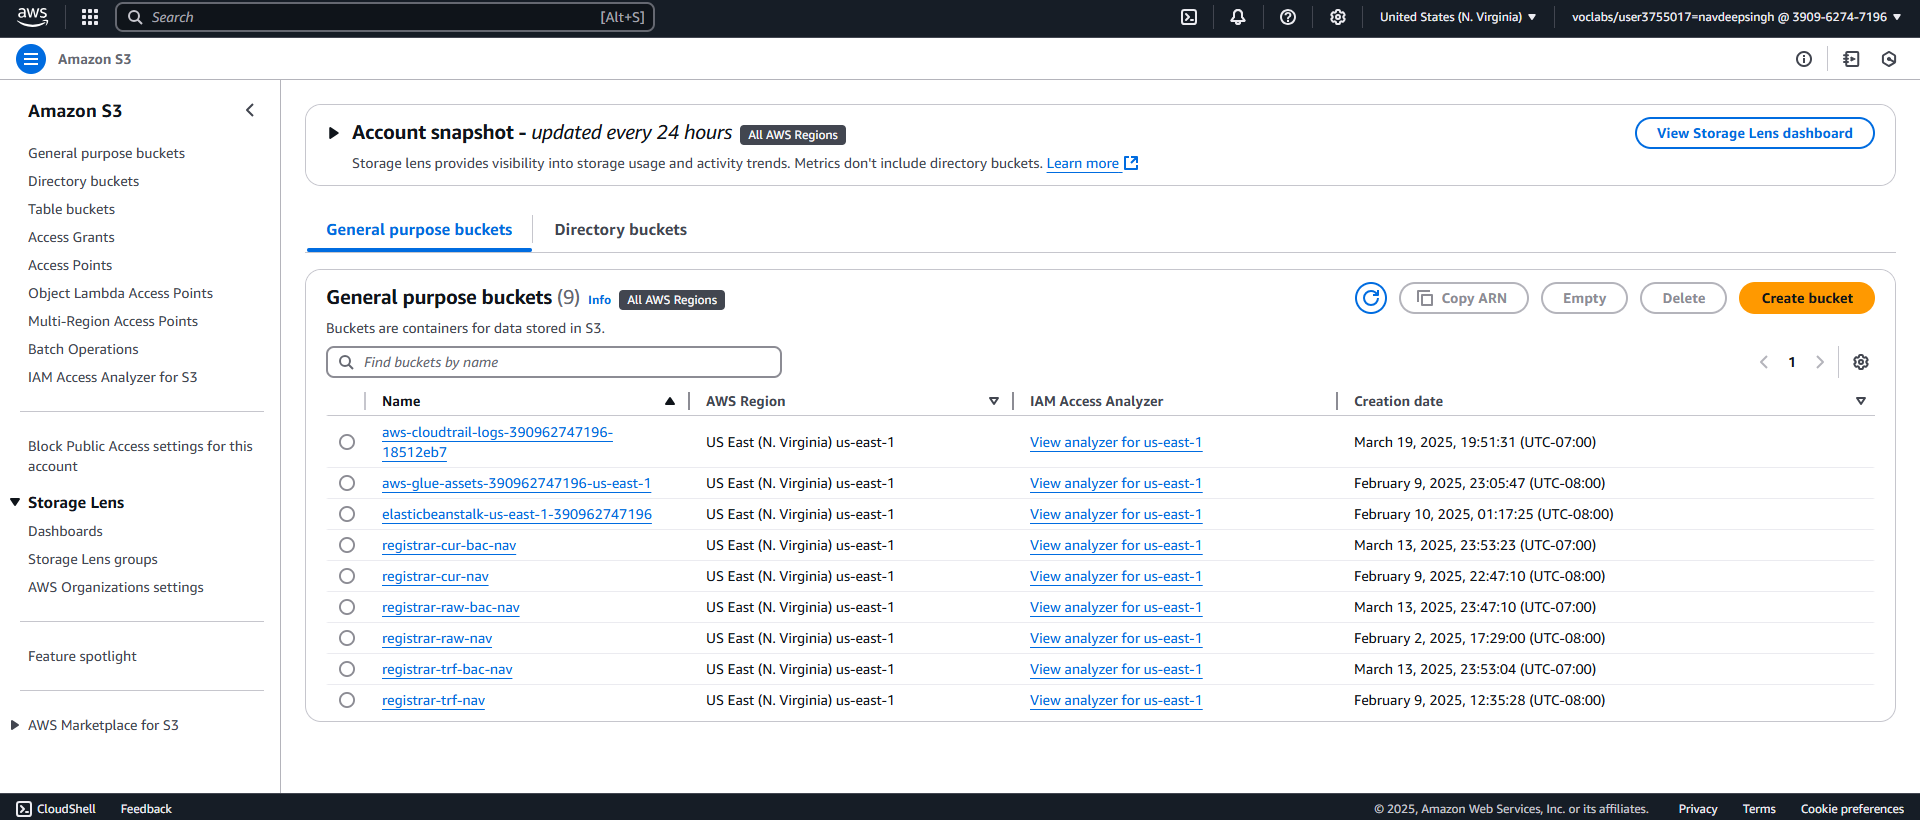 aws
Search [Alt+S]
United States (N. Virginia) ▼
voclabs/user3755017=navdeepsingh @ 3909-6274-7196 ▼
Amazon S3
Amazon S3
General purpose buckets
Directory buckets
Table buckets
Access Grants
Access Points
Object Lambda Access Points
Multi-Region Access Points
Batch Operations
IAM Access Analyzer for S3
Block Public Access settings for this
account
Storage Lens
Dashboards
Storage Lens groups
AWS Organizations settings
Feature spotlight
AWS Marketplace for S3
Account snapshot - updated every 24 hours All AWS Regions
View Storage Lens dashboard
Storage lens provides visibility into storage usage and activity trends. Metrics don't include directory buckets. Learn more
General purpose buckets Directory buckets
General purpose buckets (9) Info All AWS Regions
Copy ARN Empty Delete Create bucket
Buckets are containers for data stored in S3.
Find buckets by name
1
Name AWS Region IAM Access Analyzer Creation date
aws-cloudtrail-logs-390962747196-
18512eb7 US East (N. Virginia) us-east-1 View analyzer for us-east-1 March 19, 2025, 19:51:31 (UTC-07:00)
aws-glue-assets-390962747196-us-east-1 US East (N. Virginia) us-east-1 View analyzer for us-east-1 February 9, 2025, 23:05:47 (UTC-08:00)
elasticbeanstalk-us-east-1-390962747196 US East (N. Virginia) us-east-1 View analyzer for us-east-1 February 10, 2025, 01:17:25 (UTC-08:00)
registrar-cur-bac-nav US East (N. Virginia) us-east-1 View analyzer for us-east-1 March 13, 2025, 23:53:23 (UTC-07:00)
registrar-cur-nav US East (N. Virginia) us-east-1 View analyzer for us-east-1 February 9, 2025, 22:47:10 (UTC-08:00)
registrar-raw-bac-nav US East (N. Virginia) us-east-1 View analyzer for us-east-1 March 13, 2025, 23:47:10 (UTC-07:00)
registrar-raw-nav US East (N. Virginia) us-east-1 View analyzer for us-east-1 February 2, 2025, 17:29:00 (UTC-08:00)
registrar-trf-bac-nav US East (N. Virginia) us-east-1 View analyzer for us-east-1 March 13, 2025, 23:53:04 (UTC-07:00)
registrar-trf-nav US East (N. Virginia) us-east-1 View analyzer for us-east-1 February 9, 2025, 12:35:28 (UTC-08:00)
CloudShell Feedback © 2025, Amazon Web Services, Inc. or its affiliates. Privacy Terms Cookie preferences